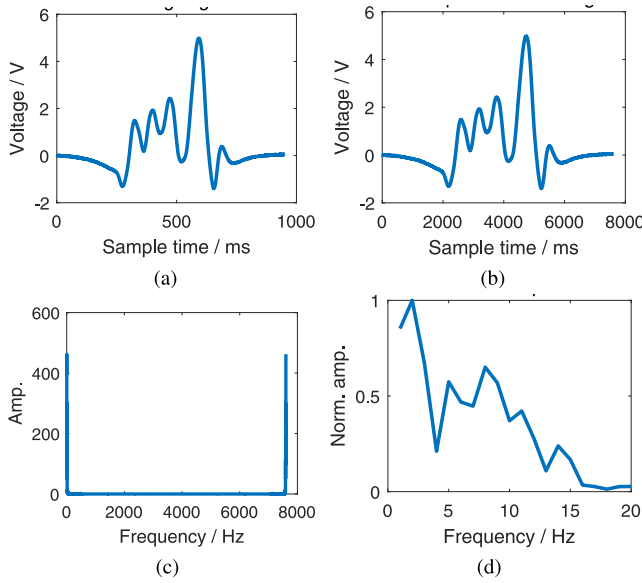 6
4
2
0
-2
Voltage / V
0
500
1000
Sample time / ms
(a)
6
4
2
0
-2
Voltage / V
0
2000
4000
6000
8000
Sample time / ms
(b)
600
400
200
0
Amp.
0
2000
4000
6000
8000
Frequency / Hz
(c)
1
0.5
0
Norm. amp.
0
5
10
15
20
Frequency / Hz
(d)